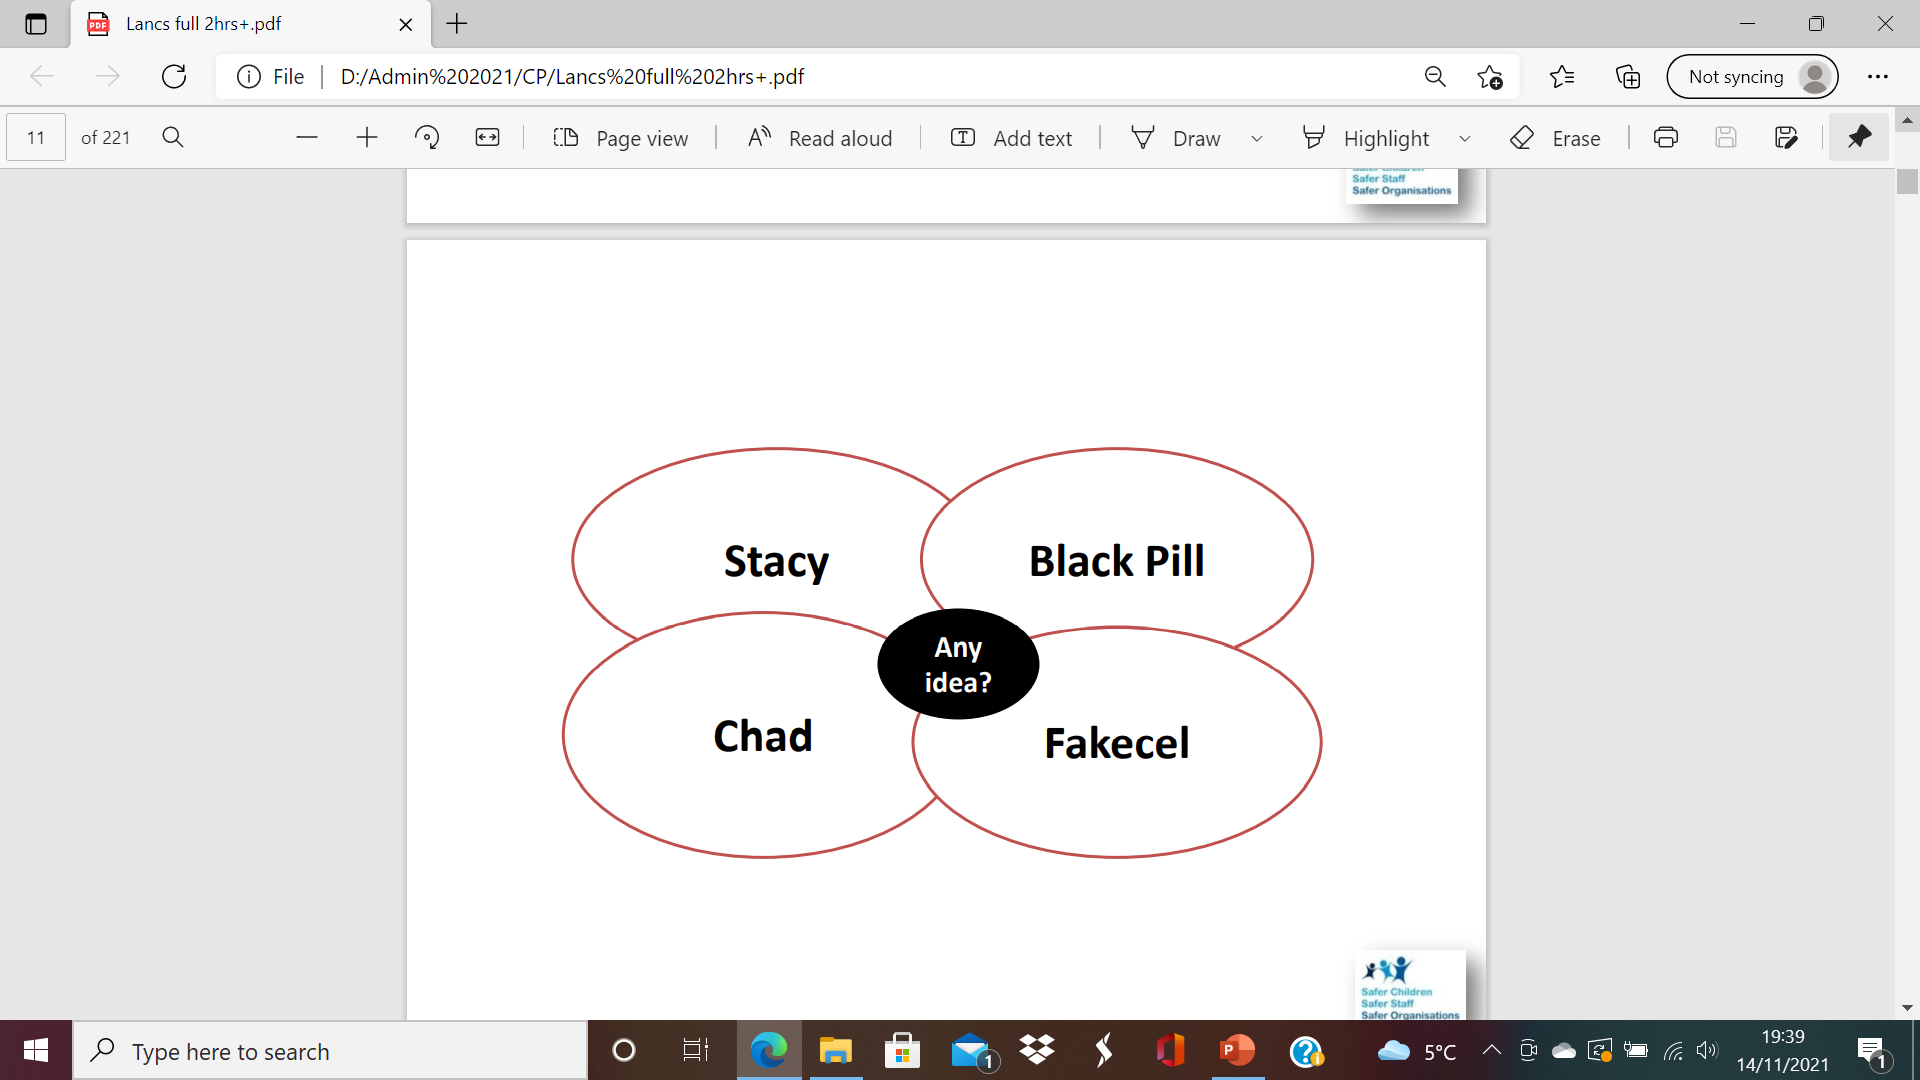 Lancs full 2hrs+.pdf
File
D:/Admin%202021/CP/Lancs%20full%202hrs+.pdf
Not syncing
11 of 221
Page view
Read aloud
Add text
Draw
Highlight
Erase
Safer Staff
Safer Organisations
Stacy
Black Pill
Any
idea?
Chad
Fakecel
Safer Children
Safer Staff
Safer Organisations
Type here to search
1
5°C
19:39
14/11/2021
1